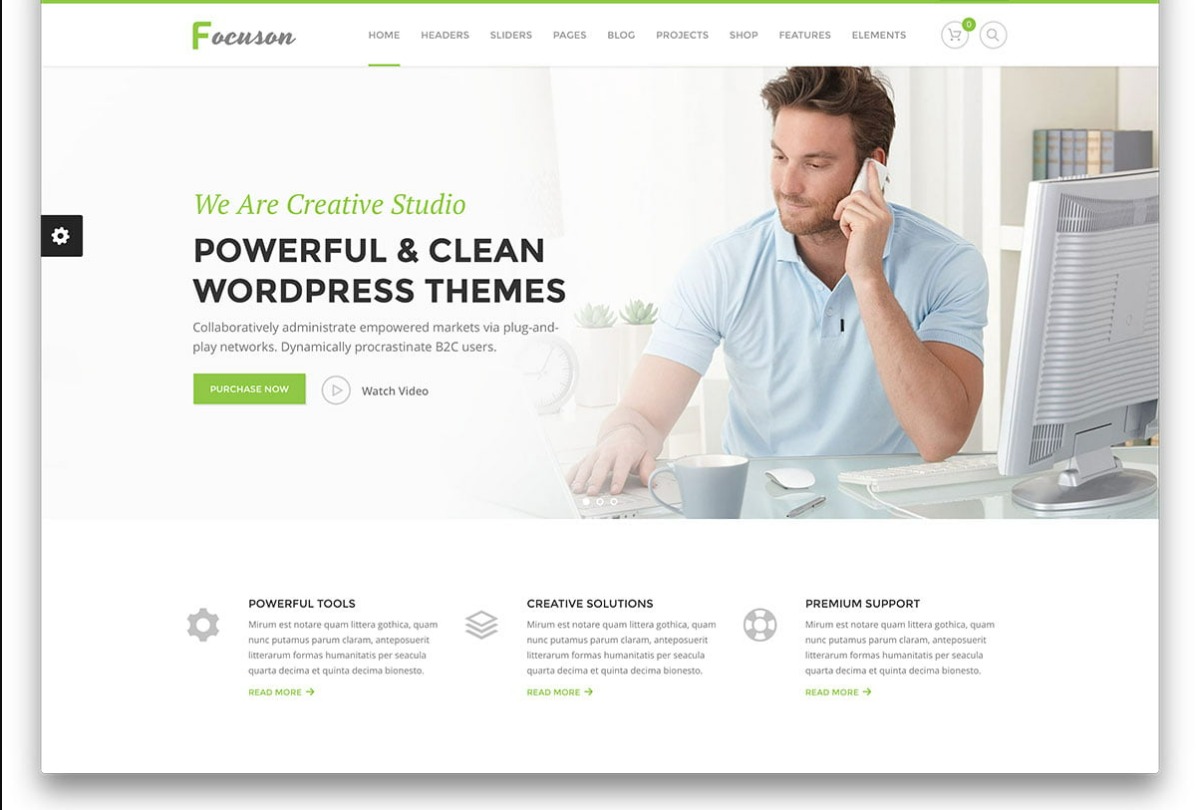 Focuson
HOME HEADERS SLIDERS PAGES BLOG PROJECTS SHOP FEATURES ELEMENTS
0
We Are Creative Studio
POWERFUL & CLEAN
WORDPRESS THEMES
Collaboratively administrate empowered markets via plug-and-
play networks. Dynamically procrastinate B2C users.
PURCHASE NOW
Watch Video
POWERFUL TOOLS
Mirum est notare quam littera gothica, quam
nunc putamus parum claram, anteposuerit
litterarum formas humanitatis per seacula
quarta decima et quinta decima bionesto.
READ MORE →
CREATIVE SOLUTIONS
Mirum est notare quam littera gothica, quam
nunc putamus parum claram, anteposuerit
litterarum formas humanitatis per seacula
quarta decima et quinta decima bionesto.
READ MORE →
PREMIUM SUPPORT
Mirum est notare quam littera gothica, quam
nunc putamus parum claram, anteposuerit
litterarum formas humanitatis per seacula
quarta decima et quinta decima bionesto.
READ MORE →